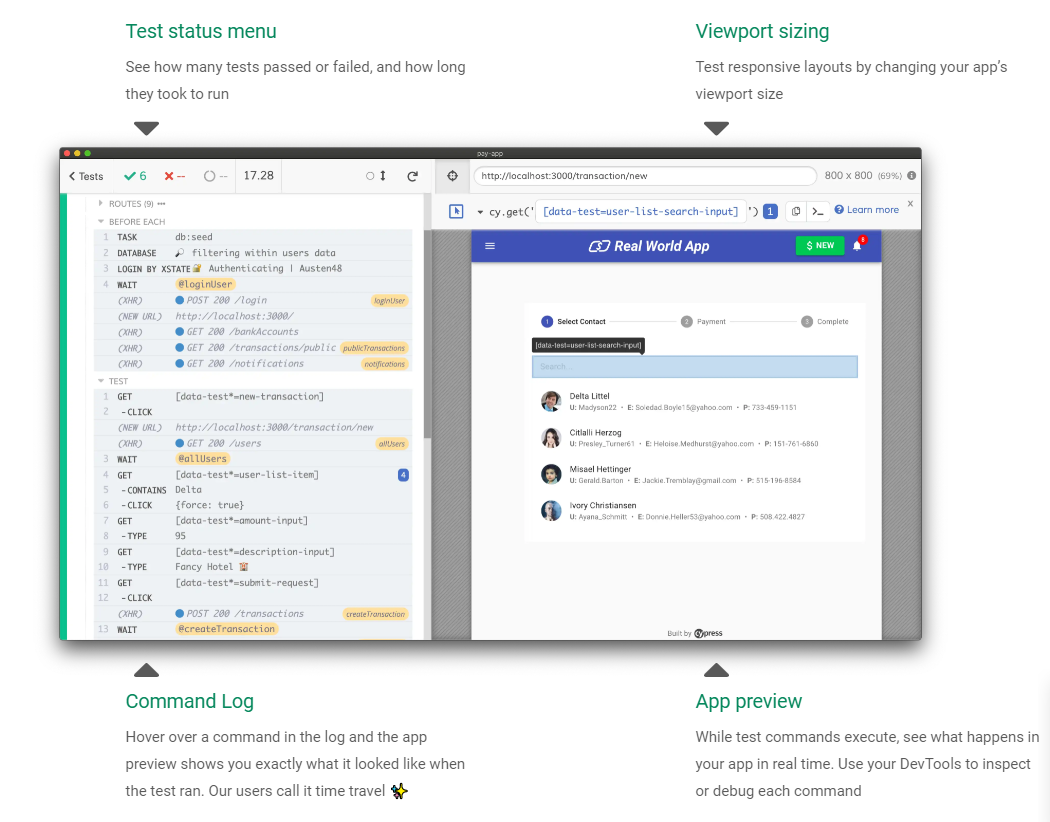 Test status menu
See how many tests passed or failed, and how long
they took to run
Viewport sizing
Test responsive layouts by changing your app's
viewport size
pay-app
Tests 6 -- -- 17.28
http://localhost:3000/transaction/new 800 x 800 (69%)
ROUTES (9)
BEFORE EACH
1 TASK db:seed
2 DATABASE 🔎 filtering within users data
3 LOGIN BY XSTATE🔐 Authenticating | Austen48
4 WAIT @loginUser
(XHR) POST 200 /login loginUser
(NEW URL) http://localhost:3000/
(XHR) GET 200 /bankAccounts
(XHR) GET 200 /transactions/public publicTransactions
(XHR) GET 200 /notifications notifications
TEST
1 GET [data-test*=new-transaction]
2 -CLICK
(NEW URL) http://localhost:3000/transaction/new
(XHR) GET 200 /users allUsers
3 WAIT @allUsers
4 GET [data-test*=user-list-item] 4
5 -CONTAINS Delta
6 -CLICK {force: true}
7 GET [data-test*=amount-input]
8 -TYPE 95
9 GET [data-test*=description-input]
10 -TYPE Fancy Hotel 🏨
11 GET [data-test*=submit-request]
12 -CLICK
(XHR) POST 200 /transactions createTransaction
13 WAIT @createTransaction
cy.get('[data-test=user-list-search-input]') 1 Learn more x
Real World App $ NEW 8
1 Select Contact 2 Payment 3 Complete
[data-test=user-list-search-input]
Search...
Delta Littel
U: Madyson22 • E: Soledad.Boyle15@yahoo.com • P: 733-459-1151
Citlalli Herzog
U: Presley_Turner61 • E: Heloise.Medhurst@yahoo.com • P: 151-761-6860
Misael Hettinger
U: Gerald.Barton • E: Jackie.Tremblay@gmail.com • P: 515-196-8584
Ivory Christiansen
U: Ayana_Schmitt • E: Donnie.Heller53@yahoo.com • P: 508.422.4827
Built by cypress
Command Log
Hover over a command in the log and the app
preview shows you exactly what it looked like when
the test ran. Our users call it time travel ✨
App preview
While test commands execute, see what happens in
your app in real time. Use your DevTools to inspect
or debug each command